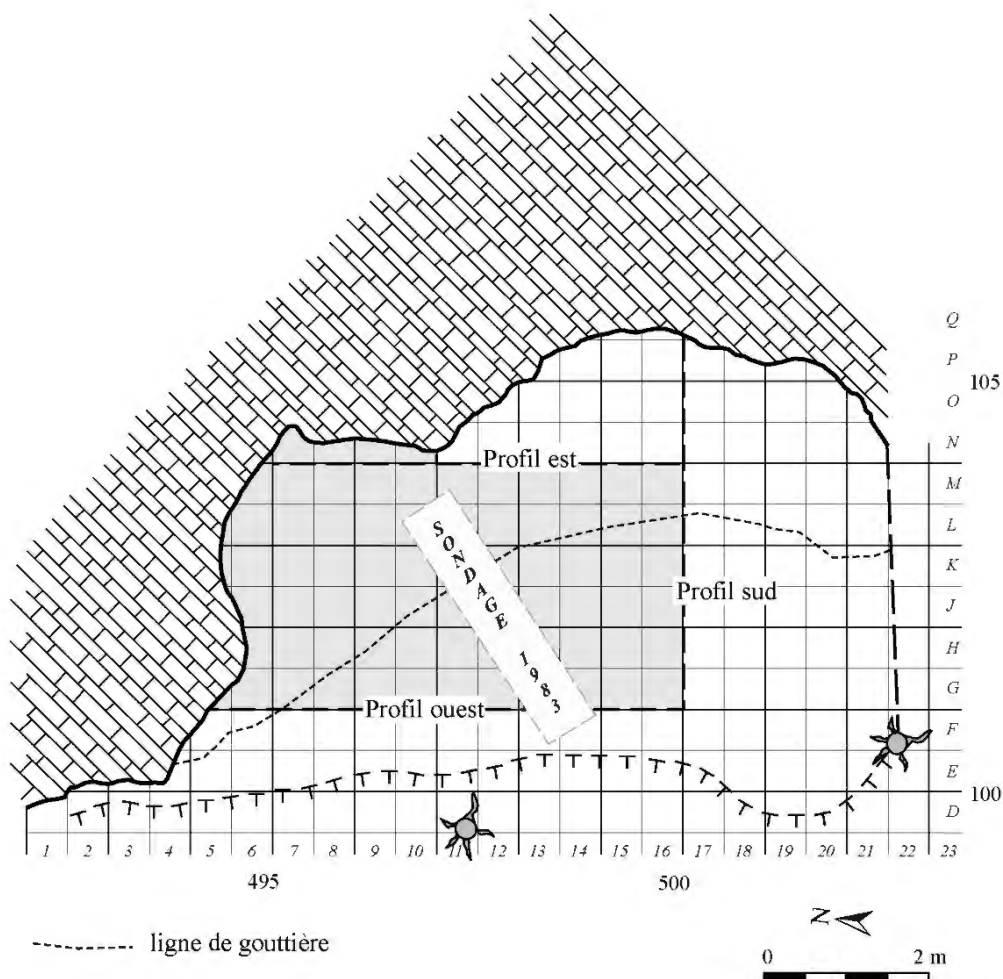 Q
P
105
O
N
Profil est
M
L
K
SONDAGE 1983
Profil sud
J
H
G
Profil ouest
F
E
100
D
1 2 3 4 5 6 7 8 9 10 11 12 13 14 15 16 17 18 19 20 21 22 23
495 500
N
ligne de gouttière
0 2 m